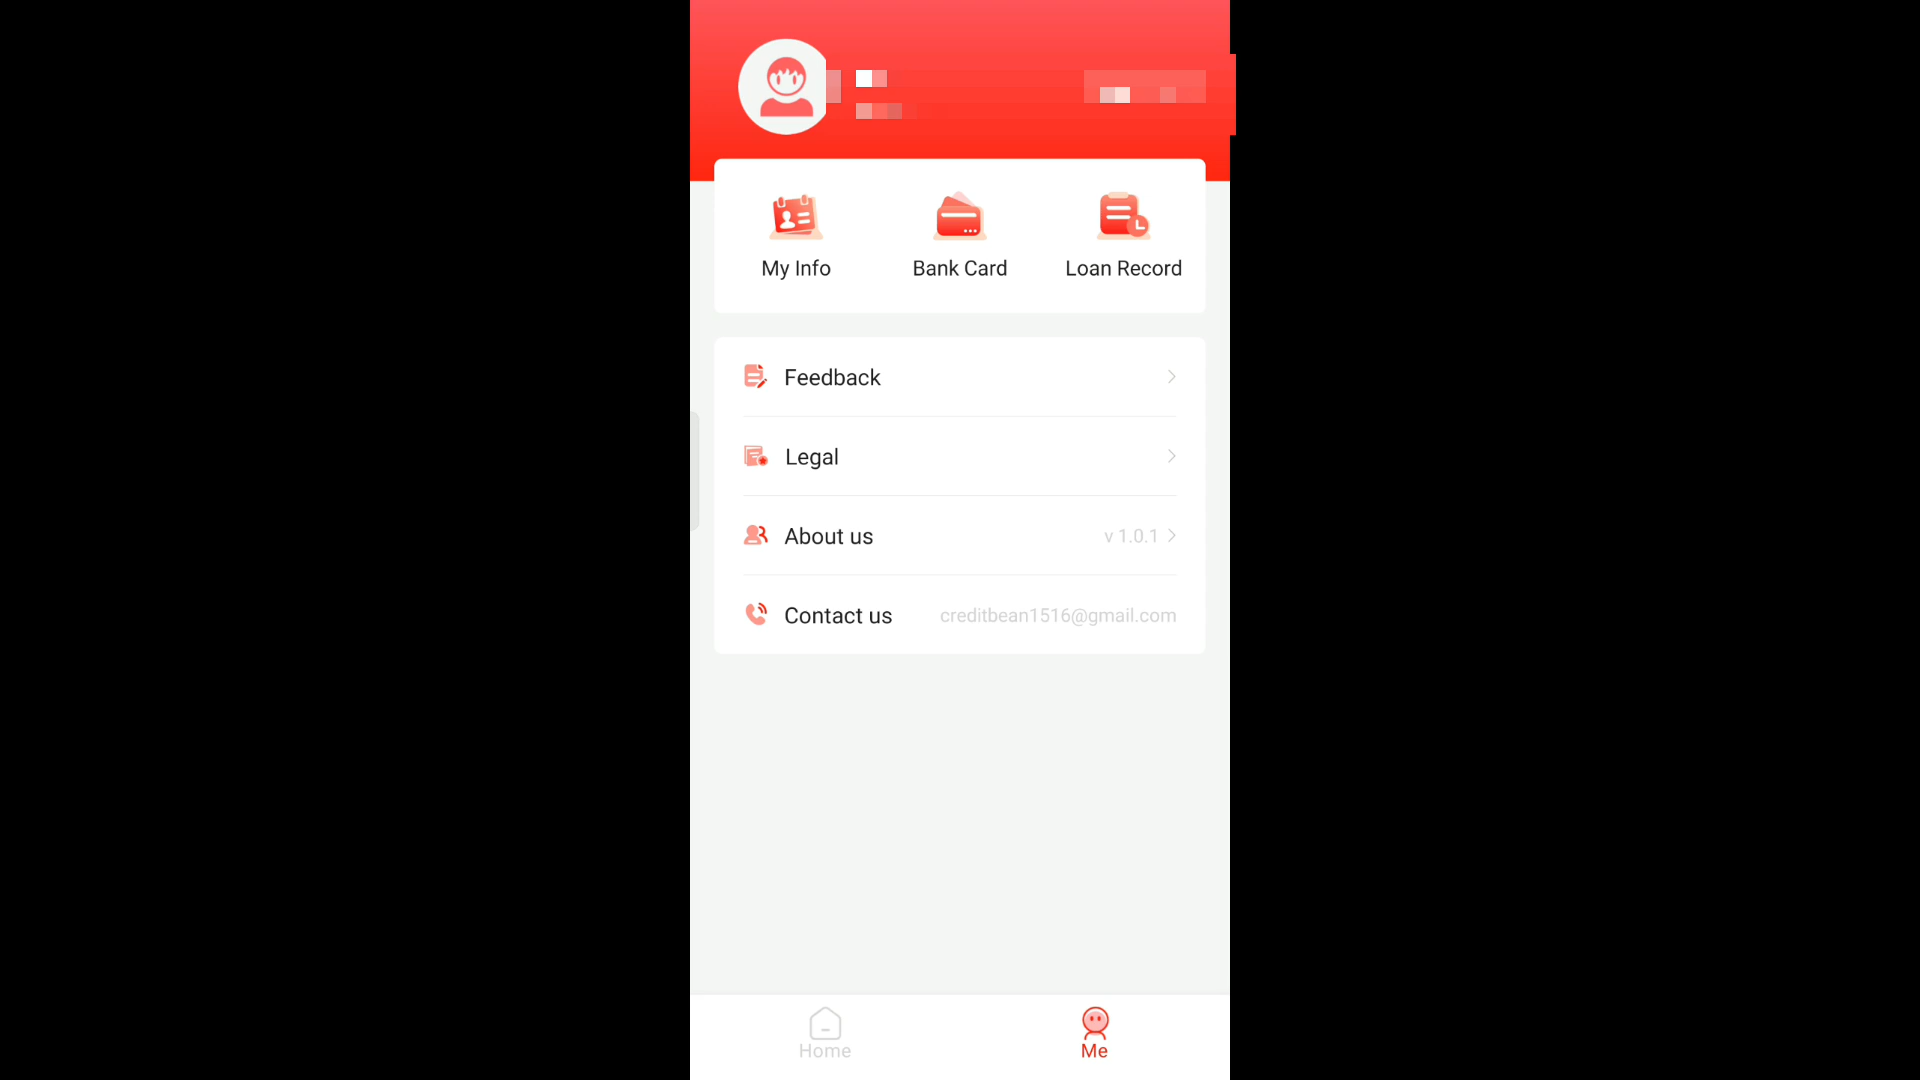 My Info
Bank Card
Loan Record
Feedback
Legal
About us
v 1.0.1
Contact us
creditbean1516@gmail.com
Home
Me